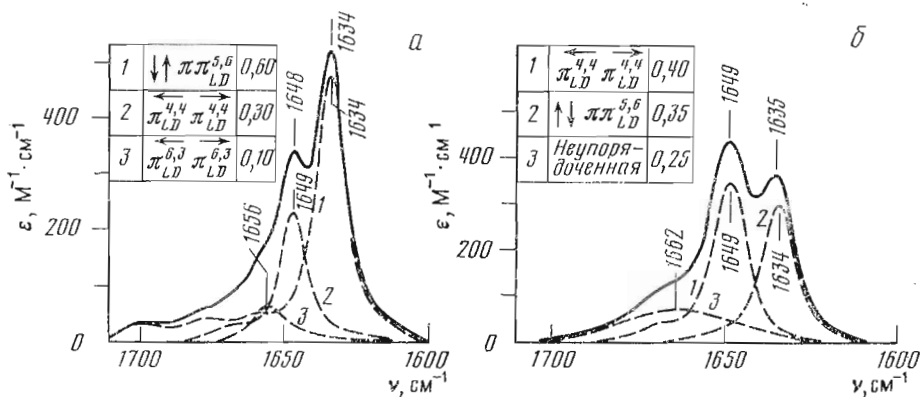 а
1 ↓↑ ππ^{5,6}_{LD} 0,60
2 π^{4,4}_{LD} π^{4,4}_{LD} 0,30
3 π^{6,3}_{LD} π^{6,3}_{LD} 0,10
1634
1648
1634
1649
1656
1
2
3
400
200
0
ε, М⁻¹·см⁻¹
1700 1650 1600
ν, см⁻¹
б
1 π^{4,4}_{LD} π^{4,4}_{LD} 0,40
2 ↑↓ ππ^{5,6}_{LD} 0,35
3 Неупоря-
доченная 0,25
1649
1635
1662
1649
1634
1
2
3
400
200
0
ε, М⁻¹·см⁻¹
1700 1650 1600
ν, см⁻¹